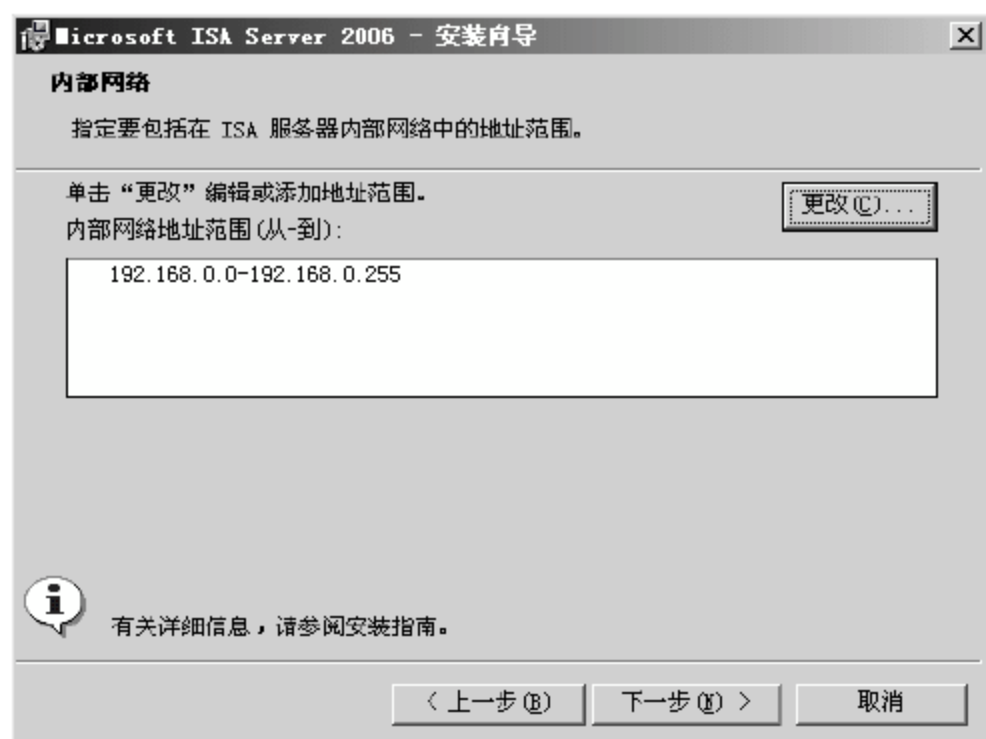 Microsoft ISA Server 2006 - 安装向导
内部网络
指定要包括在 ISA 服务器内部网络中的地址范围。
单击“更改”编辑或添加地址范围。
更改(C)...
内部网络地址范围(从-到):
192.168.0.0-192.168.0.255
有关详细信息，请参阅安装指南。
< 上一步(B)
下一步(N) >
取消